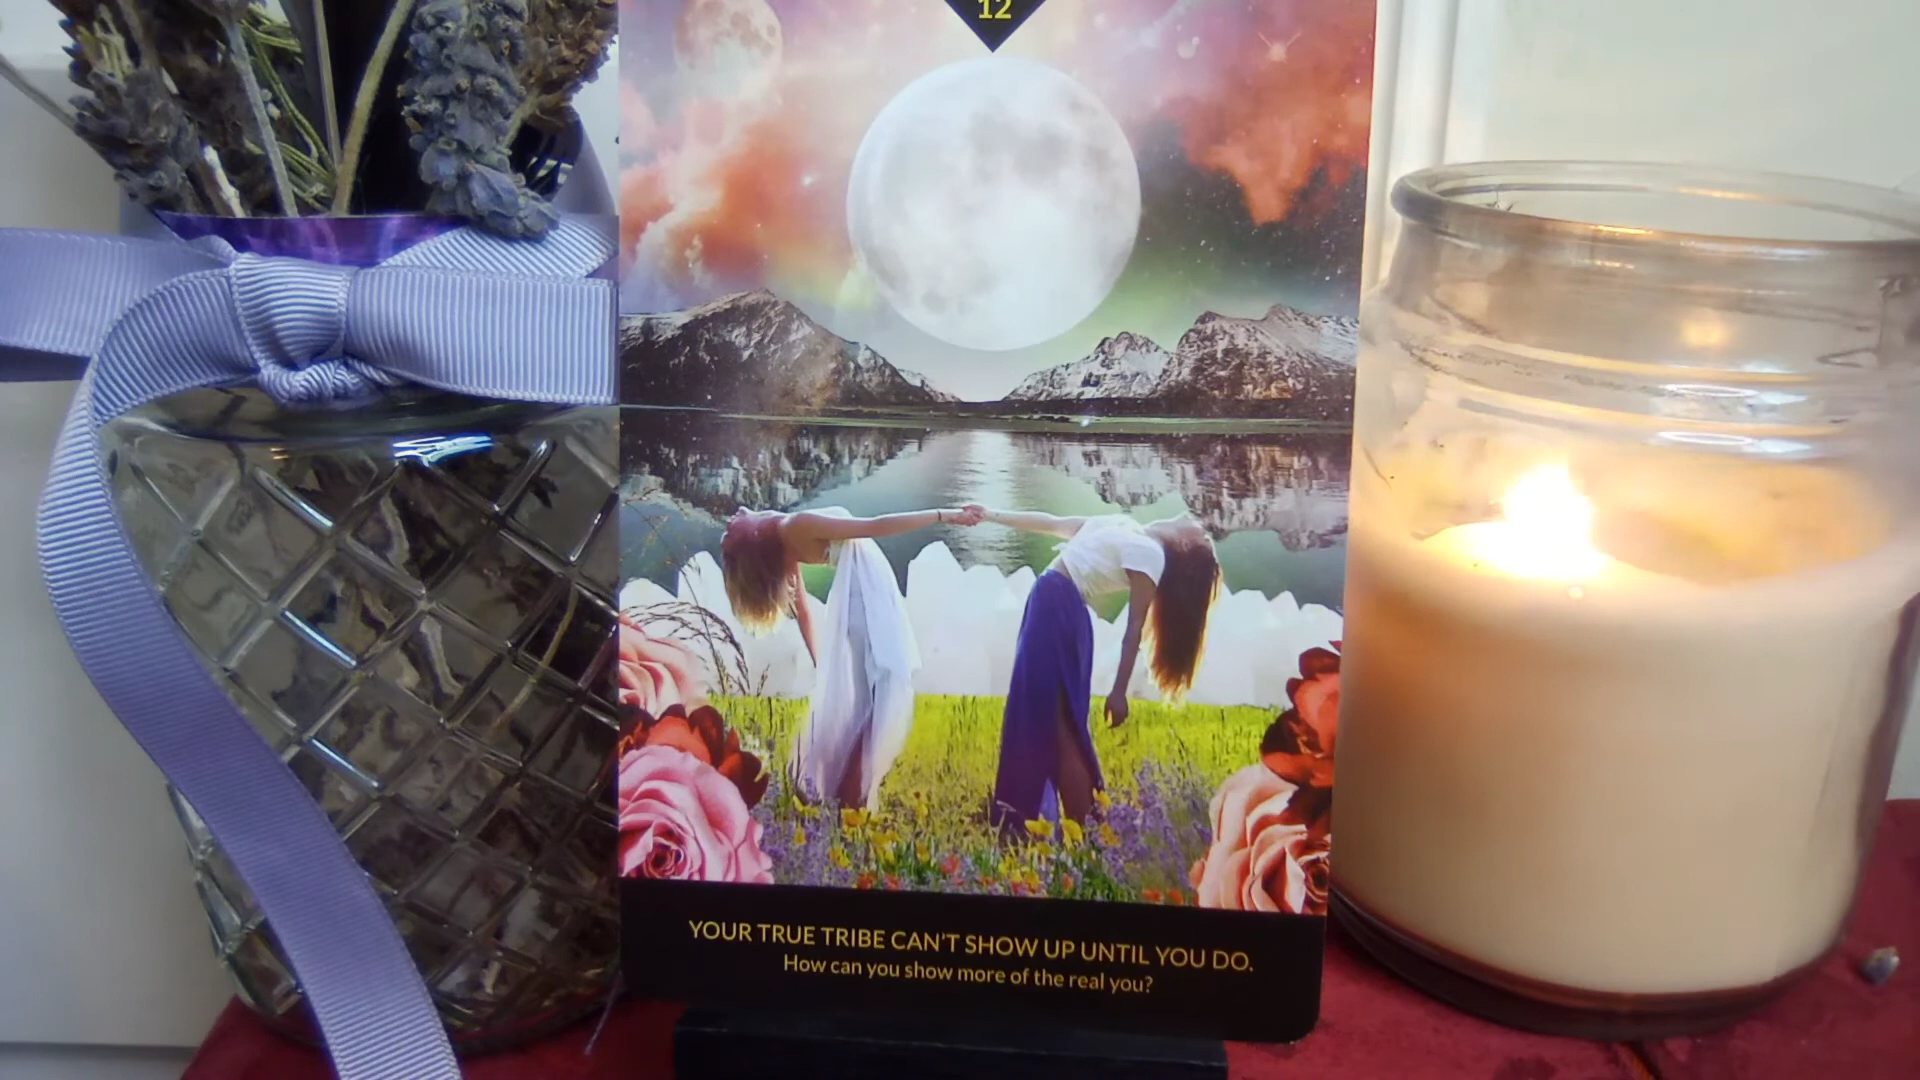 12
YOUR TRUE TRIBE CAN'T SHOW UP UNTIL YOU DO.
How can you show more of the real you?